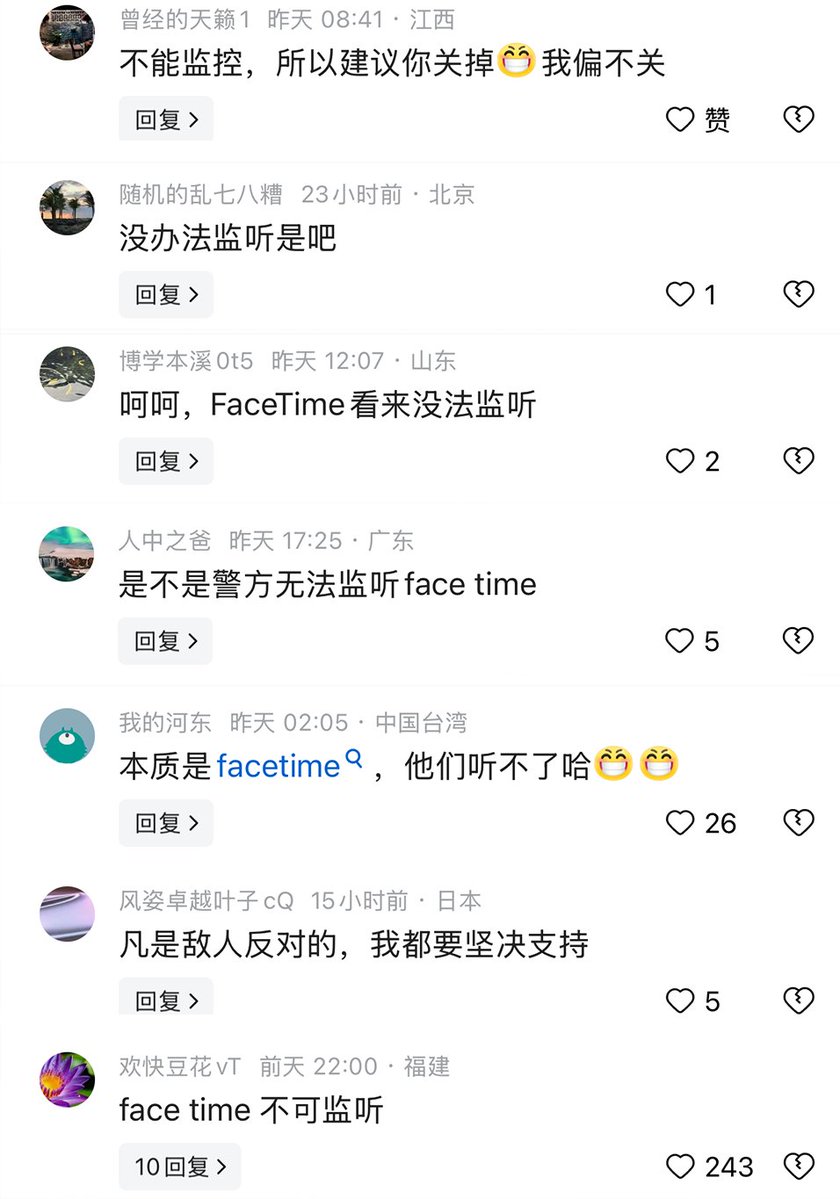 曾经的天籁1 昨天 08:41 · 江西
不能监控，所以建议你关掉😁我偏不关
回复 >
赞
随机的乱七八糟 23小时前 · 北京
没办法监听是吧
回复 >
1
博学本溪0t5 昨天 12:07 · 山东
呵呵，FaceTime看来没法监听
回复 >
2
人中之爸 昨天 17:25 · 广东
是不是警方无法监听face time
回复 >
5
我的河东 昨天 02:05 · 中国台湾
本质是facetime，他们听不了哈😁😁
回复 >
26
风姿卓越叶子cQ 15小时前 · 日本
凡是敌人反对的，我都要坚决支持
回复 >
5
欢快豆花vT 前天 22:00 · 福建
face time 不可监听
10回复 >
243